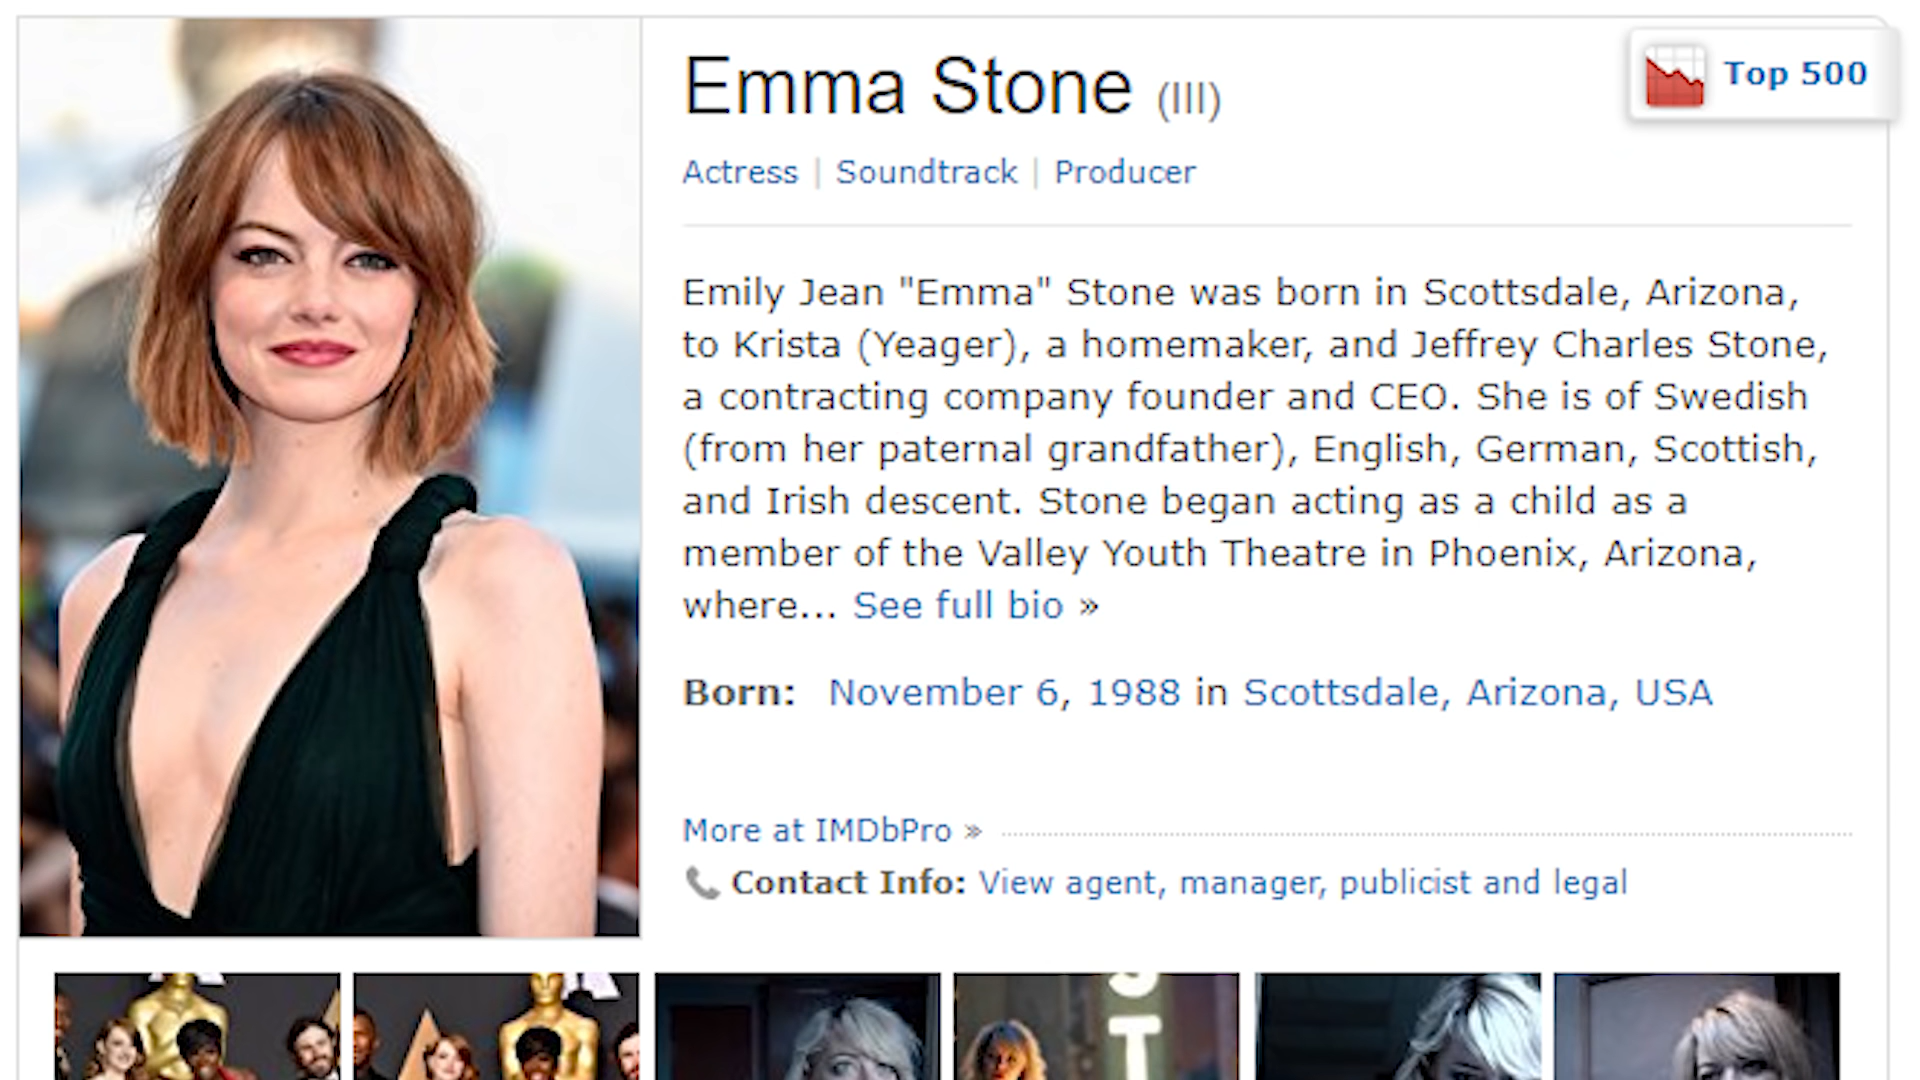 Emma Stone (III)
Top 500
Actress | Soundtrack | Producer
Emily Jean "Emma" Stone was born in Scottsdale, Arizona,
to Krista (Yeager), a homemaker, and Jeffrey Charles Stone,
a contracting company founder and CEO. She is of Swedish
(from her paternal grandfather), English, German, Scottish,
and Irish descent. Stone began acting as a child as a
member of the Valley Youth Theatre in Phoenix, Arizona,
where... See full bio »
Born: November 6, 1988 in Scottsdale, Arizona, USA
More at IMDbPro »
Contact Info: View agent, manager, publicist and legal